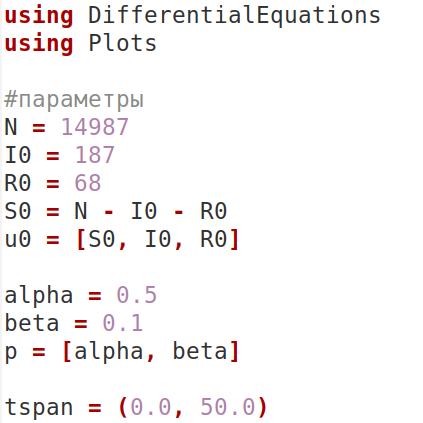 using DifferentialEquations
using Plots
#параметры
N = 14987
I0 = 187
R0 = 68
S0 = N - I0 - R0
u0 = [S0, I0, R0]
alpha = 0.5
beta = 0.1
p = [alpha, beta]
tspan = (0.0, 50.0)